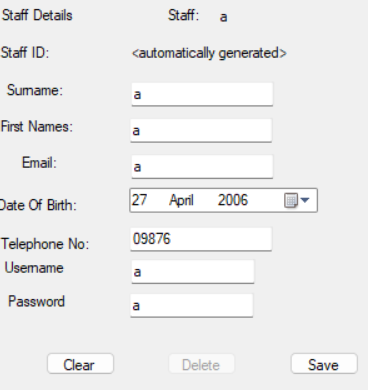 Staff Details Staff: a
Staff ID: <automatically generated>
Surname: a
First Names: a
Email: a
Date Of Birth: 27 April 2006
Telephone No: 09876
Username a
Password a
Clear Delete Save